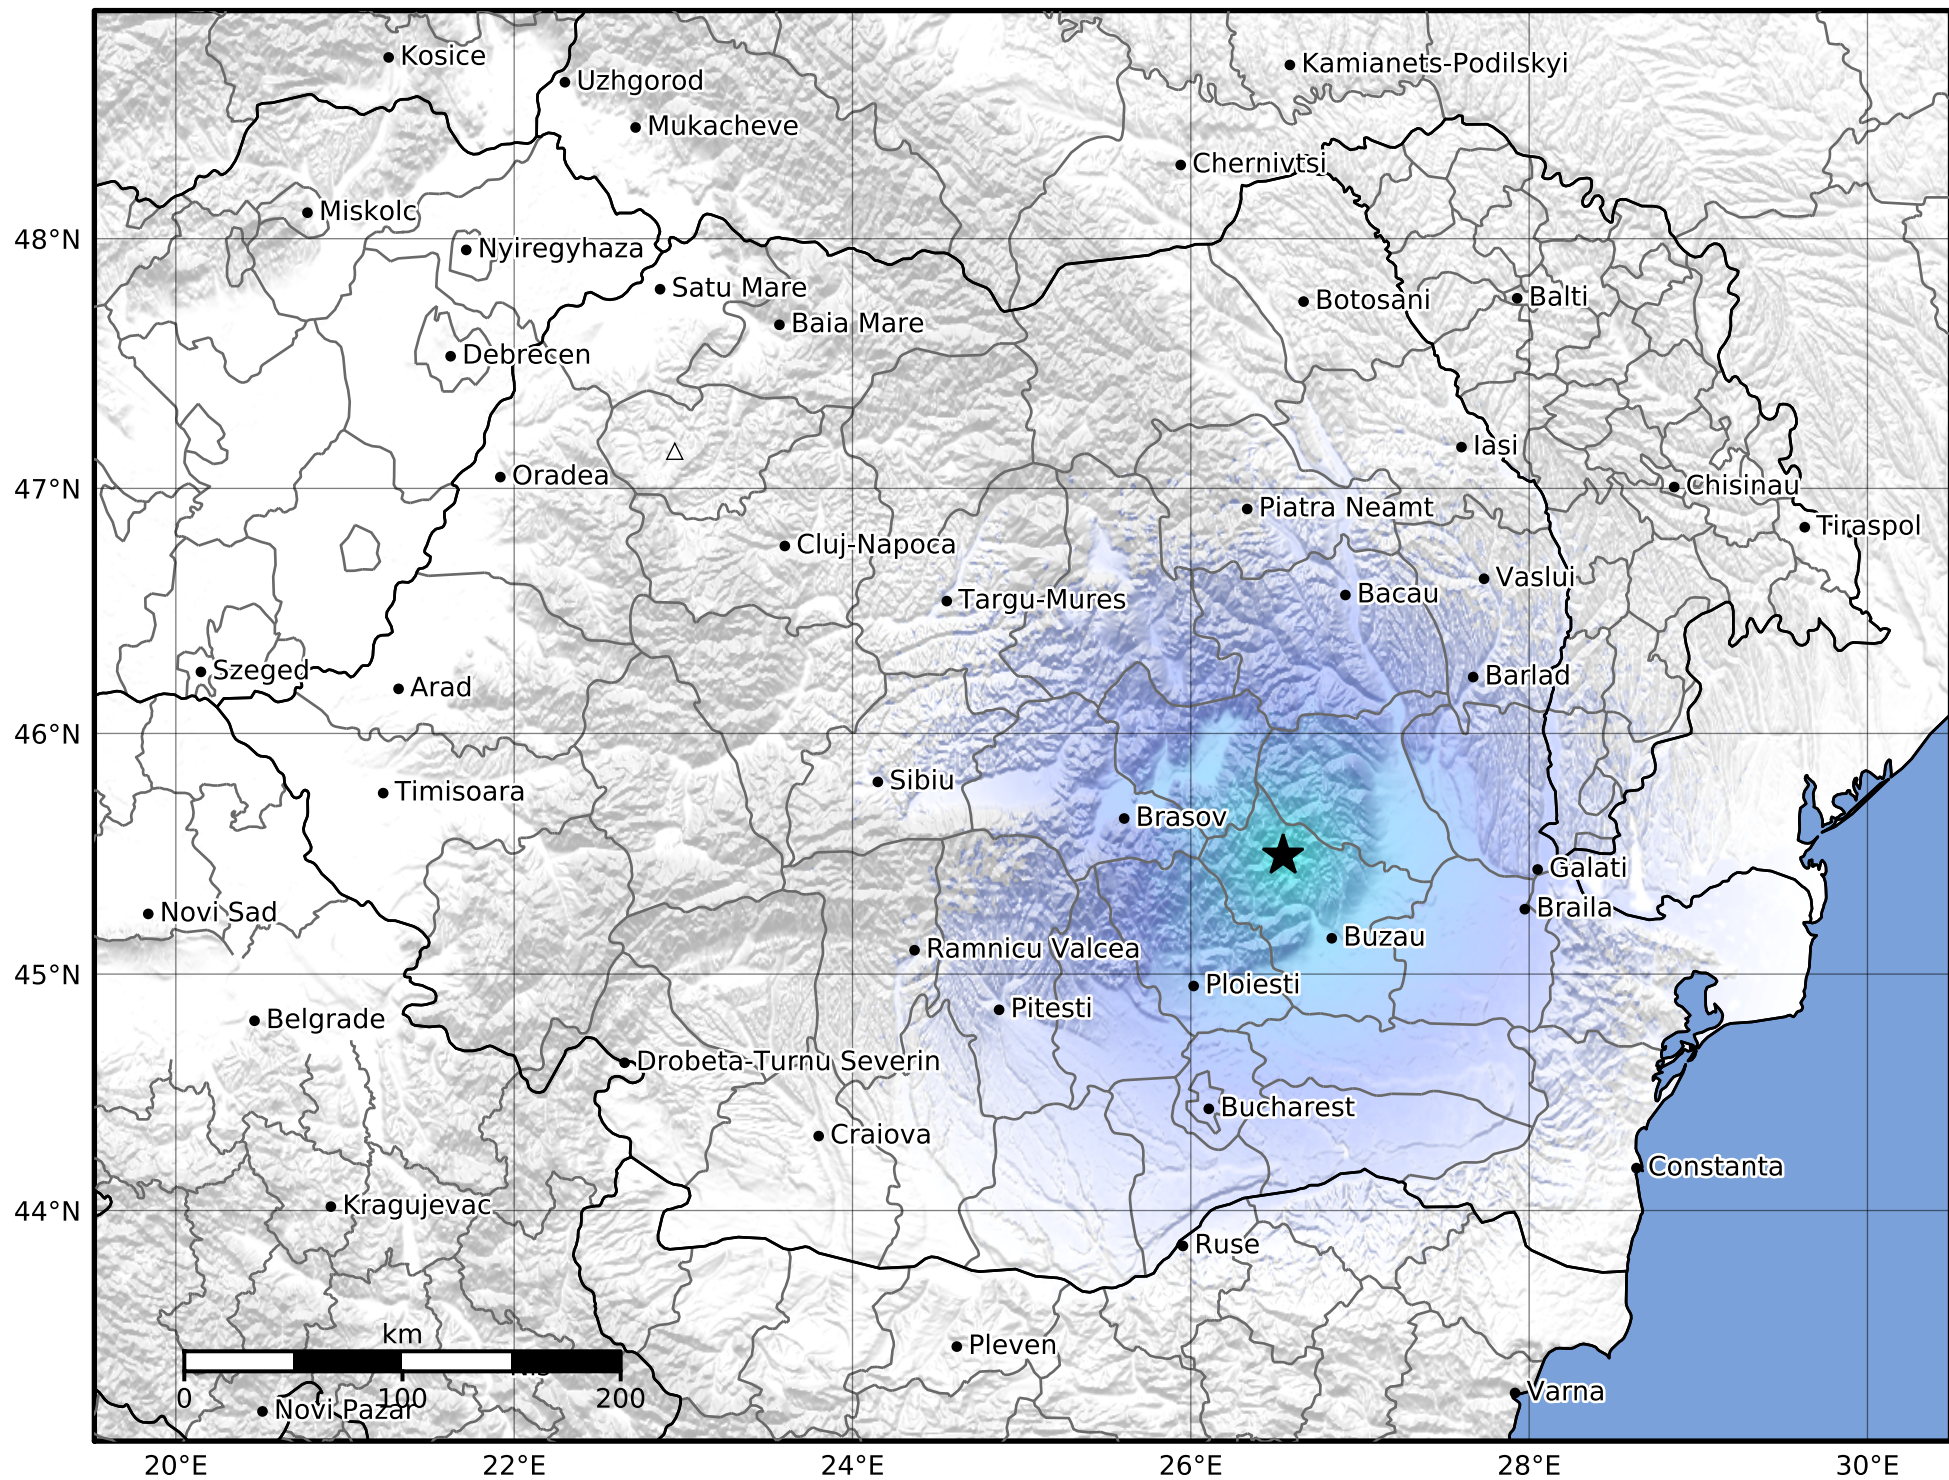 Kosice
Kamianets-Podilskyi
Uzhgorod
Mukacheve
Chernivtsi
Miskolc
48°N
Nyiregyhaza
Satu Mare
Botosani
Balti
Baia Mare
Debrecen
Iasi
Oradea
47°N
Chisinau
Piatra Neamt
Tiraspol
Cluj-Napoca
Vaslui
Bacau
Targu-Mures
Szeged
Arad
Barlad
46°N
Sibiu
Timisoara
Brasov
Galati
Novi Sad
Braila
Buzau
Ramnicu Valcea
45°N
Ploiesti
Pitesti
Belgrade
Drobeta-Turnu Severin
Bucharest
Craiova
Constanta
Kragujevac
44°N
Ruse
km
Pleven
0 100 200
Varna
Novi Pazar
20°E 22°E 24°E 26°E 28°E 30°E